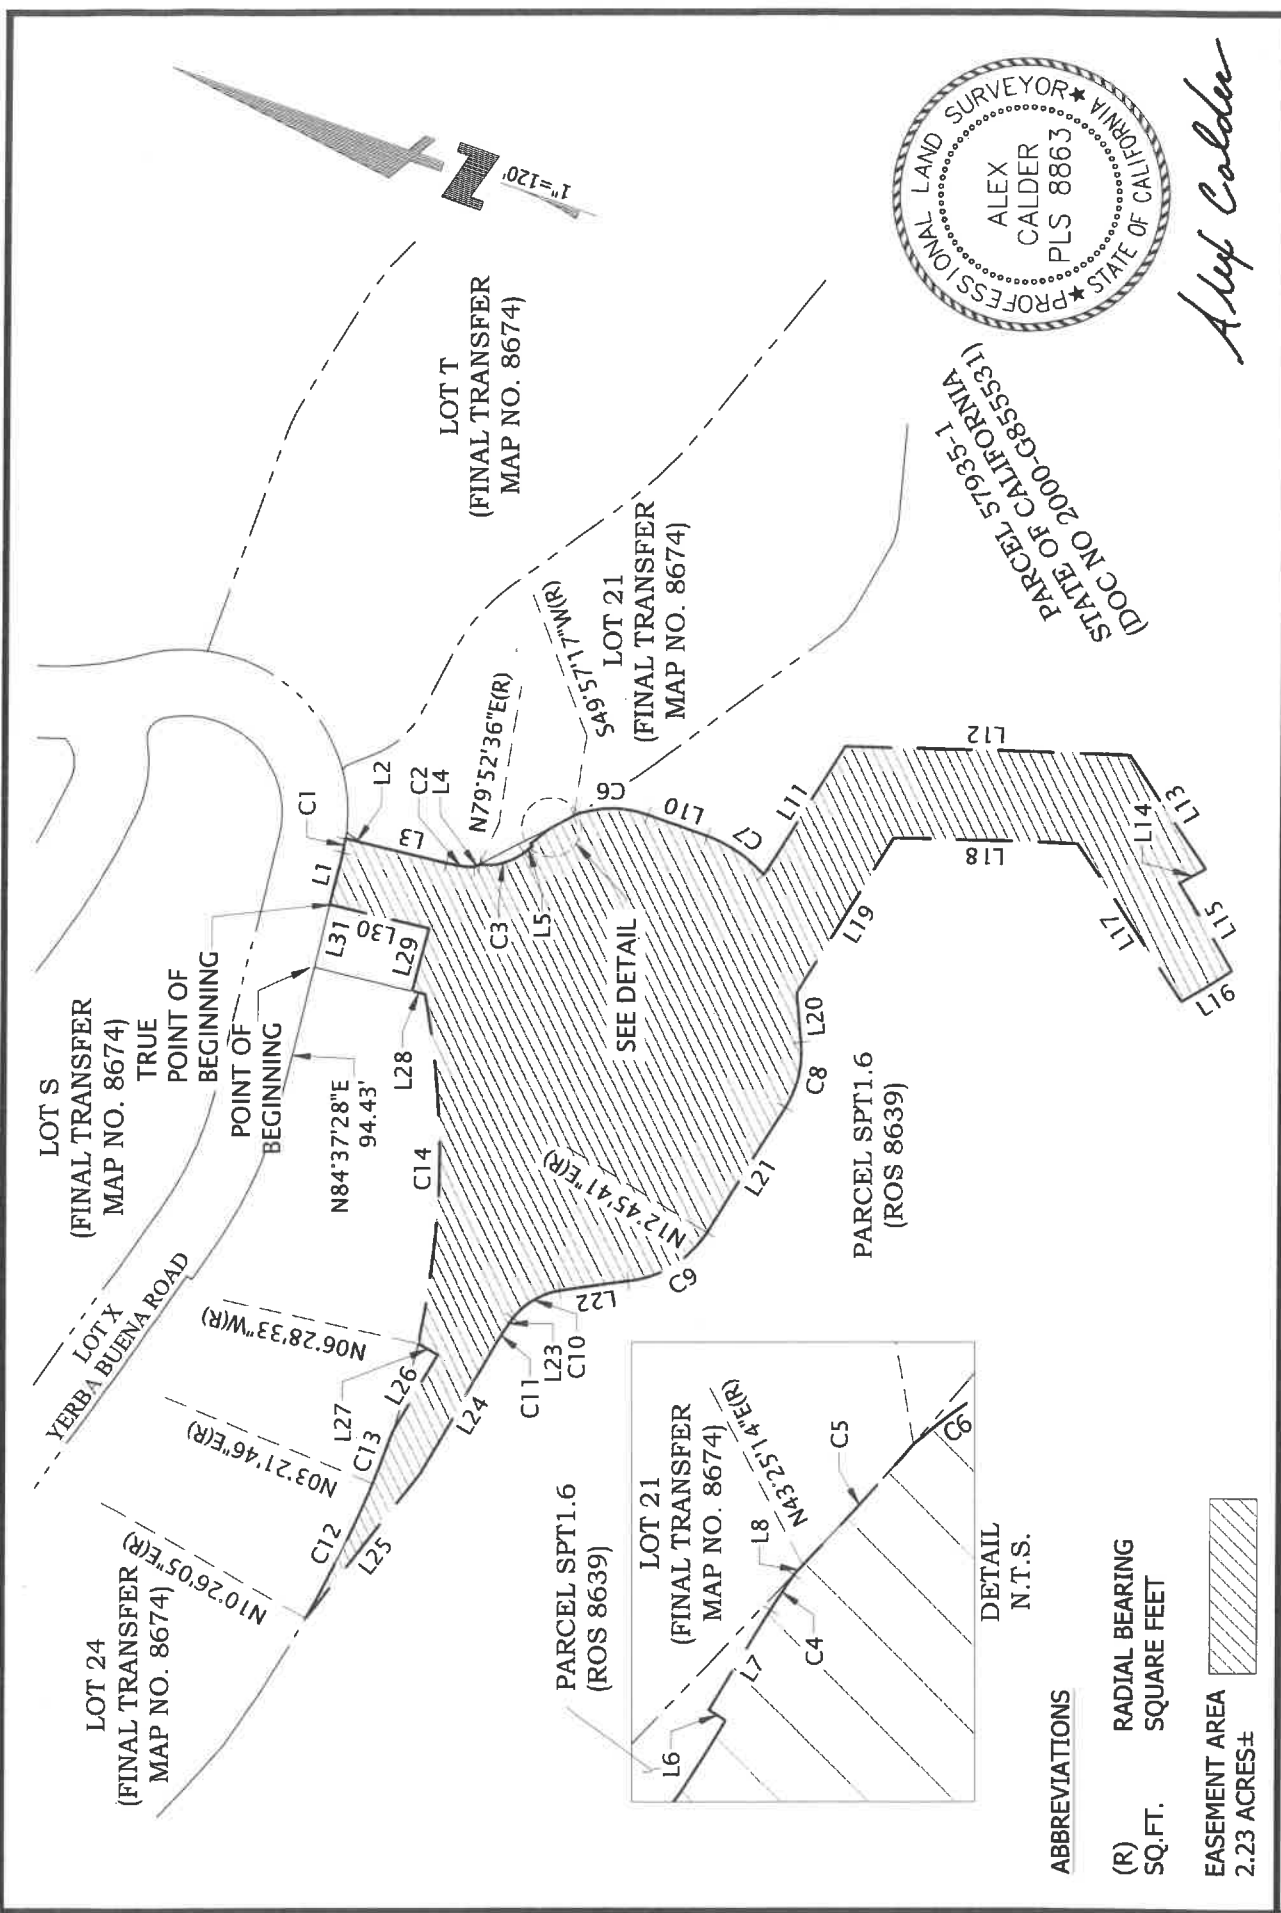 LOT 24
(FINAL TRANSFER
MAP NO. 8674)
LOT X
YERBA BUENA ROAD
LOT S
(FINAL TRANSFER
MAP NO. 8674)
TRUE
POINT OF
BEGINNING
POINT OF
BEGINNING
N84°37'28"E
94.43'
N10°26'05"E(R)
N03°21'46"E(R)
N06°28'33"W(R)
C12
C13
L25
L26
L27
L24
C14
L28
L29
L30
L31
L1
C1
L2
L3
C2
L4
C3
L5
N79°52'36"E(R)
S49°57'17"W(R)
LOT T
(FINAL TRANSFER
MAP NO. 8674)
1"=120'
LOT 21
(FINAL TRANSFER
MAP NO. 8674)
C6
L10
C7
L11
L12
L13
L14
L15
L16
L17
L18
L19
L20
C8
L21
N12°45'41"E(R)
C9
L22
C10
L23
C11
SEE DETAIL
PARCEL SPT1.6
(ROS 8639)
PARCEL 57935-1
STATE OF CALIFORNIA
(DOC NO 2000-G855531)
PARCEL SPT1.6
(ROS 8639)
LOT 21
(FINAL TRANSFER
MAP NO. 8674)
N43°25'14"E(R)
L6
L7
C4
L8
C5
C6
DETAIL
N.T.S.
ABBREVIATIONS
(R) RADIAL BEARING
SQ.FT. SQUARE FEET
EASEMENT AREA
2.23 ACRES±
PROFESSIONAL LAND SURVEYOR
ALEX
CALDER
PLS 8863
STATE OF CALIFORNIA
Alex Calder
N